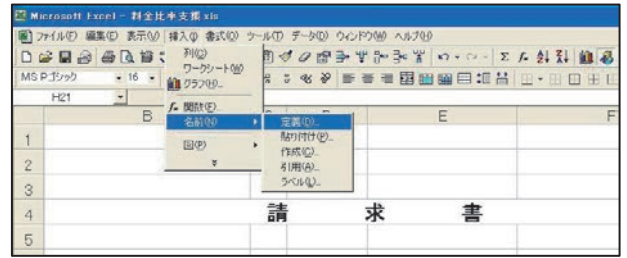 Microsoft Excel - 料金比率支援.xls
ファイル(F) 編集(E) 表示(V) 挿入(I) 書式(O) ツール(T) データ(D) ウィンドウ(W) ヘルプ(H)
列(C)
ワークシート(W)
グラフ(H)...
関数(F)...
名前(N)
図(P)
定義(D)...
貼り付け(P)...
作成(C)...
引用(A)...
ラベル(L)...
MS Pゴシック 16
H21
B E F
1
2
3
4 請 求 書
5